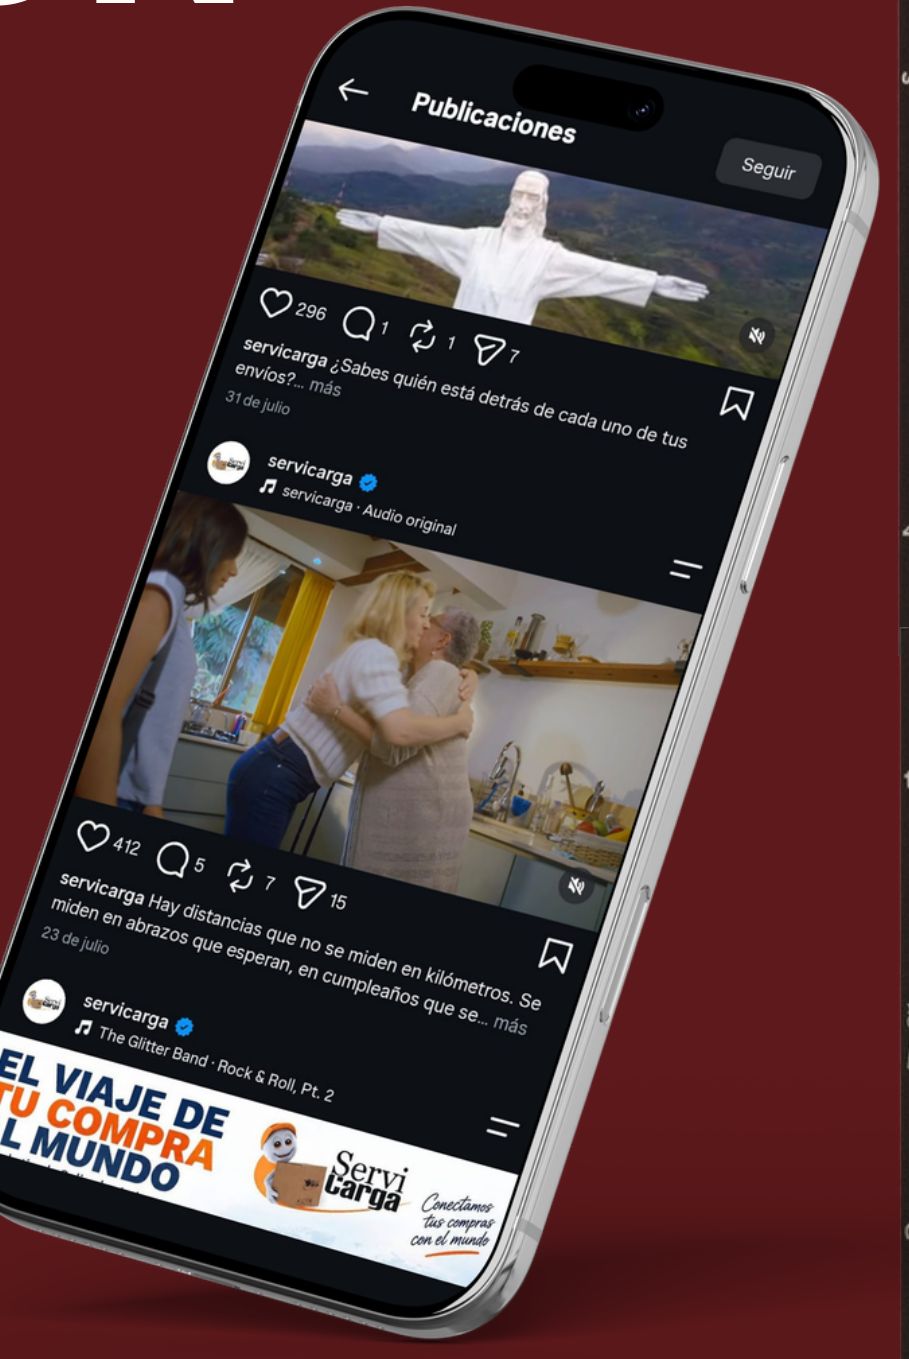 Publicaciones
Seguir
296 1 1 7
servicarga ¿Sabes quién está detrás de cada uno de tus
envíos?... más
31 de julio
servicarga
servicarga · Audio original
412 5 7 15
servicarga Hay distancias que no se miden en kilómetros. Se
miden en abrazos que esperan, en cumpleaños que se... más
23 de julio
servicarga
The Glitter Band · Rock & Roll, Pt. 2
EL VIAJE DE
TU COMPRA
L MUNDO
Servi
Carga
Conectamos
tus compras
con el mundo